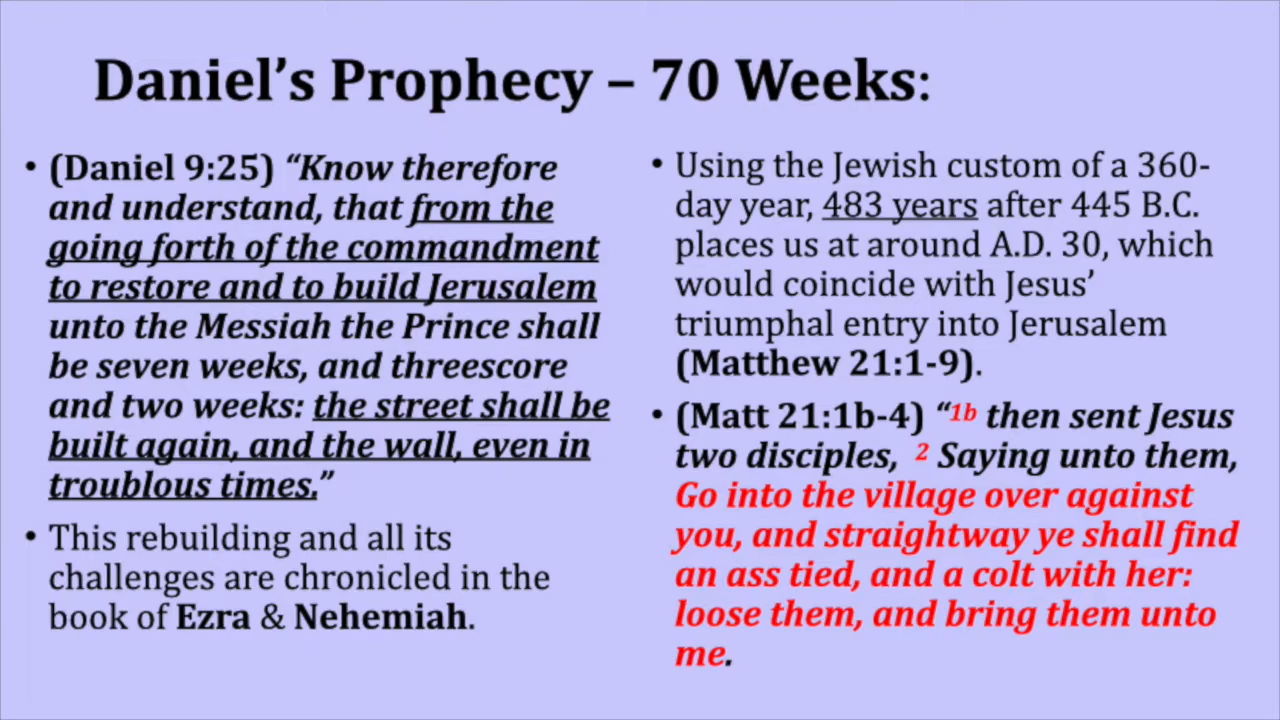 Daniel’s Prophecy – 70 Weeks:
• (Daniel 9:25) “Know therefore
and understand, that from the
going forth of the commandment
to restore and to build Jerusalem
unto the Messiah the Prince shall
be seven weeks, and threescore
and two weeks: the street shall be
built again, and the wall, even in
troublous times.”
• This rebuilding and all its
challenges are chronicled in the
book of Ezra & Nehemiah.
• Using the Jewish custom of a 360-
day year, 483 years after 445 B.C.
places us at around A.D. 30, which
would coincide with Jesus’
triumphal entry into Jerusalem
(Matthew 21:1-9).
• (Matt 21:1b-4) “1b then sent Jesus
two disciples, 2 Saying unto them,
Go into the village over against
you, and straightway ye shall find
an ass tied, and a colt with her:
loose them, and bring them unto
me.